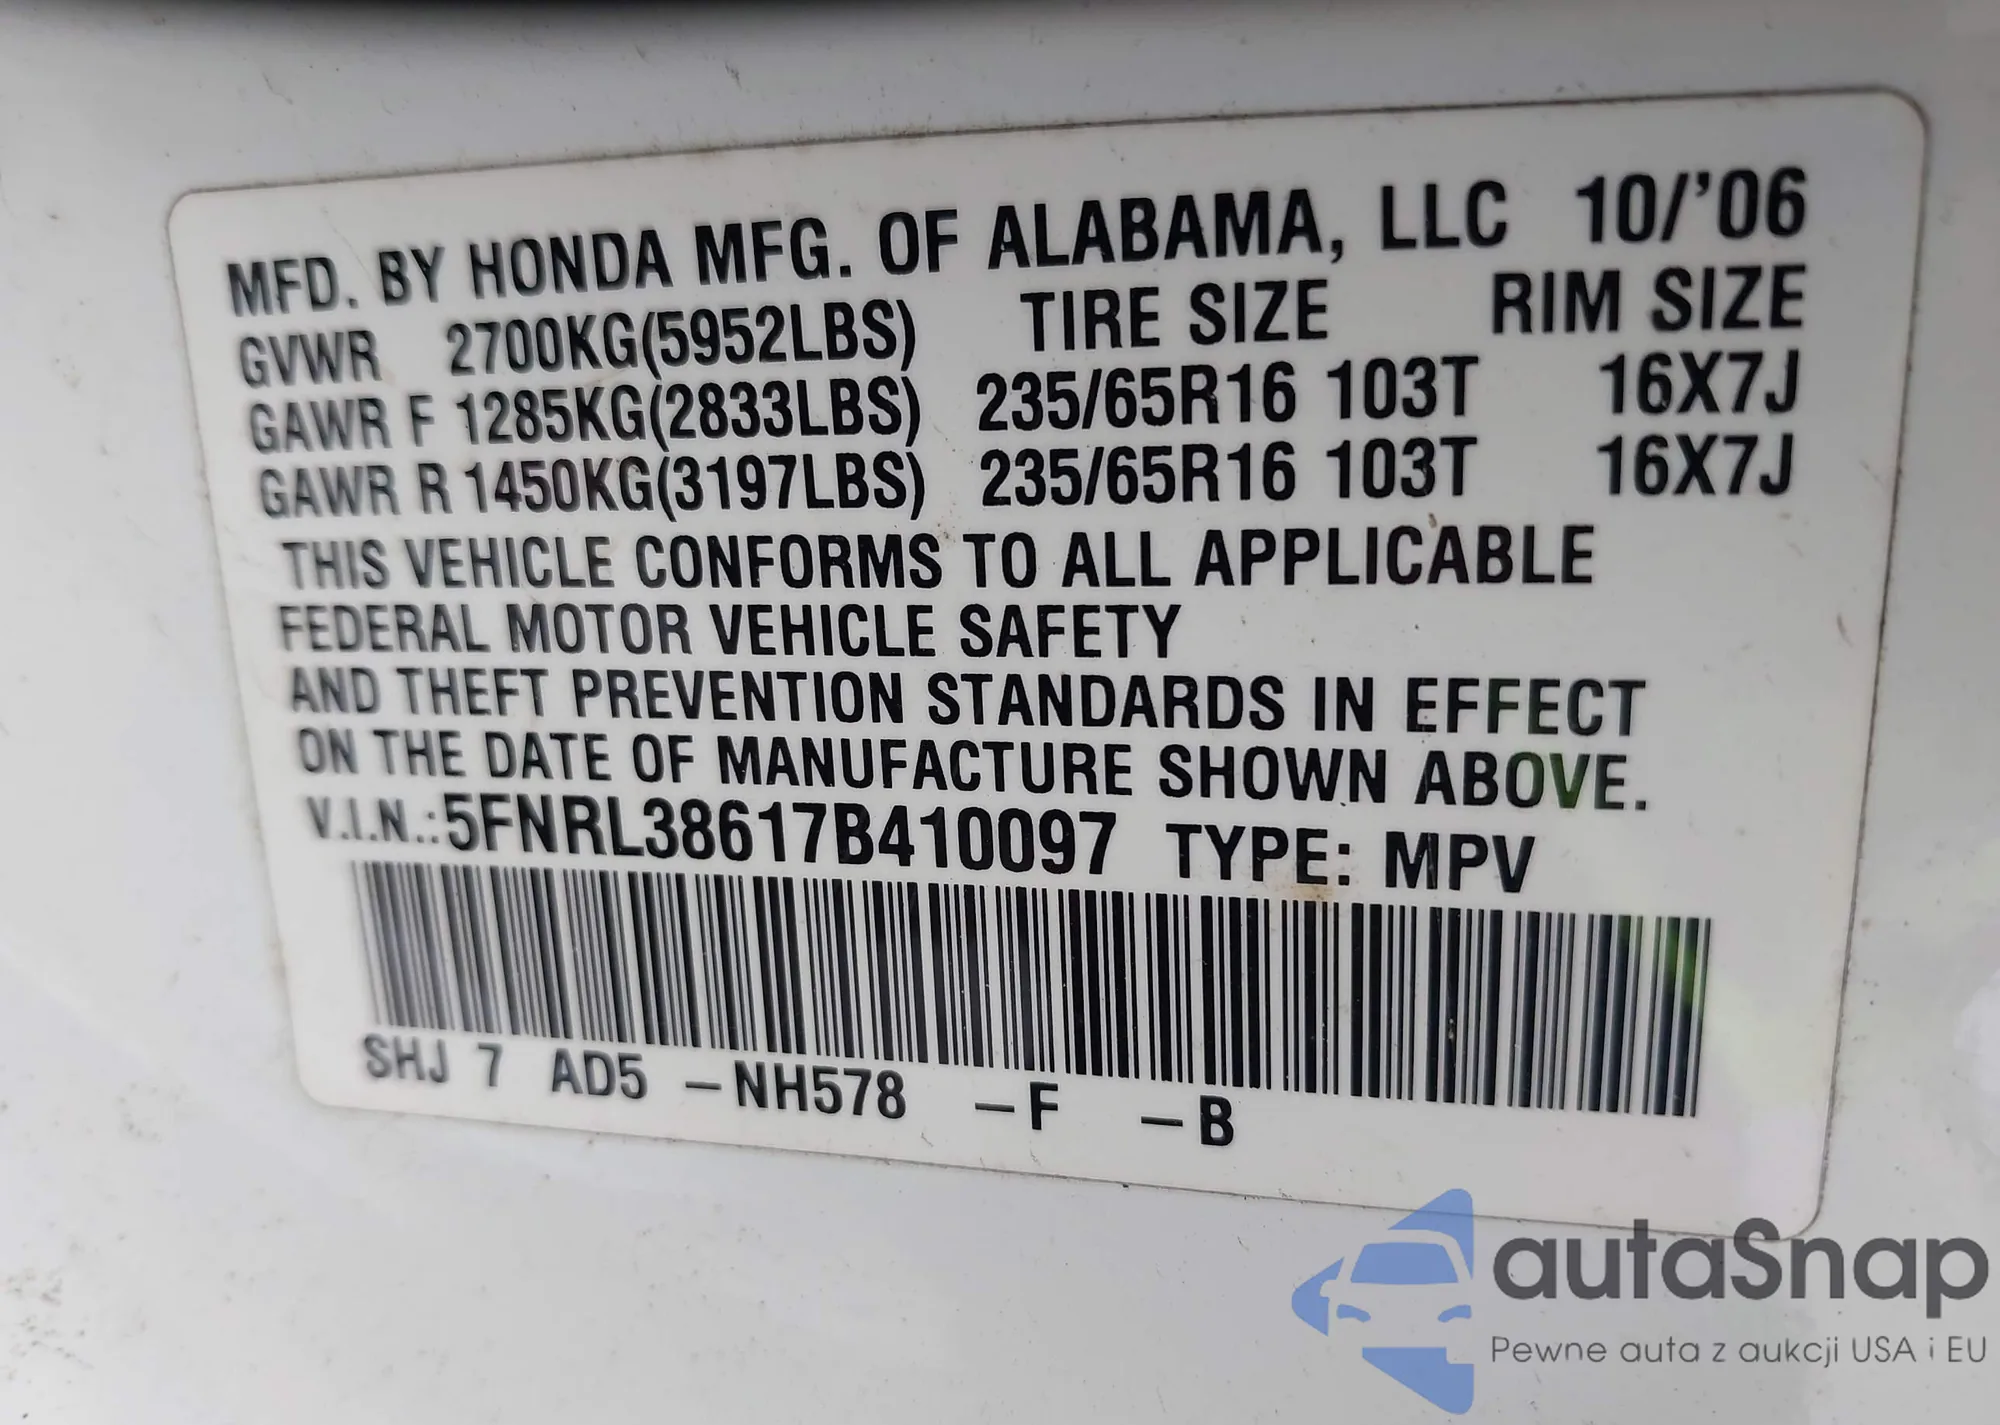 MFD. BY HONDA MFG. OF ALABAMA, LLC 10/'06
GVWR 2700KG(5952LBS) TIRE SIZE RIM SIZE
GAWR F 1285KG(2833LBS) 235/65R16 103T 16X7J
GAWR R 1450KG(3197LBS) 235/65R16 103T 16X7J
THIS VEHICLE CONFORMS TO ALL APPLICABLE
FEDERAL MOTOR VEHICLE SAFETY
AND THEFT PREVENTION STANDARDS IN EFFECT
ON THE DATE OF MANUFACTURE SHOWN ABOVE.
V.I.N.:5FNRL38617B410097 TYPE: MPV
SHJ 7 AD5 –NH578 –F –B
autaSnap
Pewne auta z aukcji USA i EU